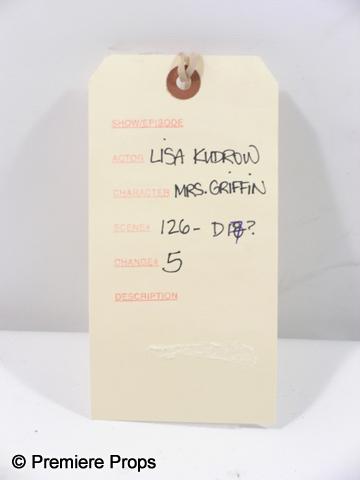 SHOW/EPISODE
ACTOR LISA KUDROW
CHARACTER MRS. GRIFFIN
SCENE# 126-
CHANGE# 5
DESCRIPTION
© Premiere Props